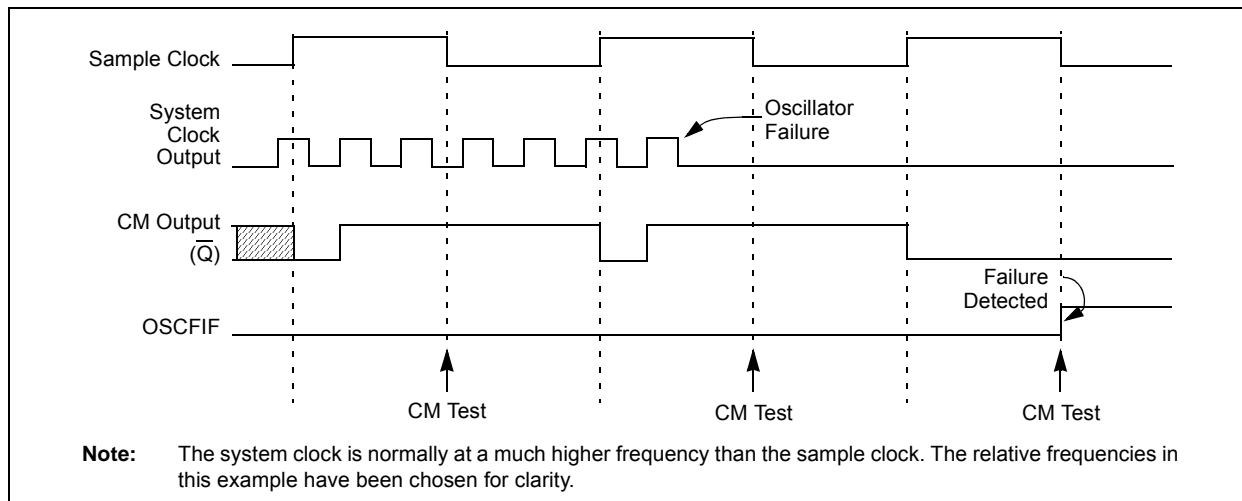 Sample Clock
System
Clock
Output
Oscillator
Failure
CM Output
(Q̅)
Failure
Detected
OSCFIF
CM Test
CM Test
CM Test
Note: The system clock is normally at a much higher frequency than the sample clock. The relative frequencies in
this example have been chosen for clarity.